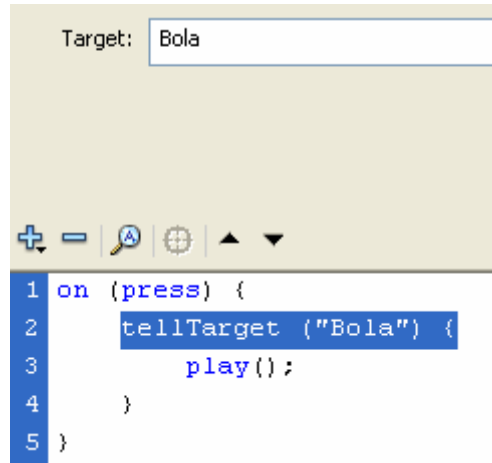 Target: Bola
1 on (press) {
2 tellTarget ("Bola") {
3 play();
4 }
5 }